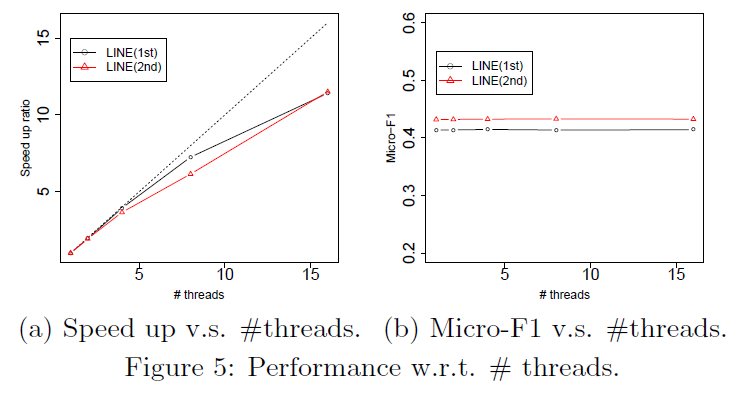 LINE(1st)
LINE(2nd)
Speed up ratio
5
10
15
5
10
15
# threads
LINE(1st)
LINE(2nd)
Micro−F1
0.2
0.3
0.4
0.5
0.6
5
10
15
# threads
(a) Speed up v.s. #threads.
(b) Micro-F1 v.s. #threads.
Figure 5: Performance w.r.t. # threads.